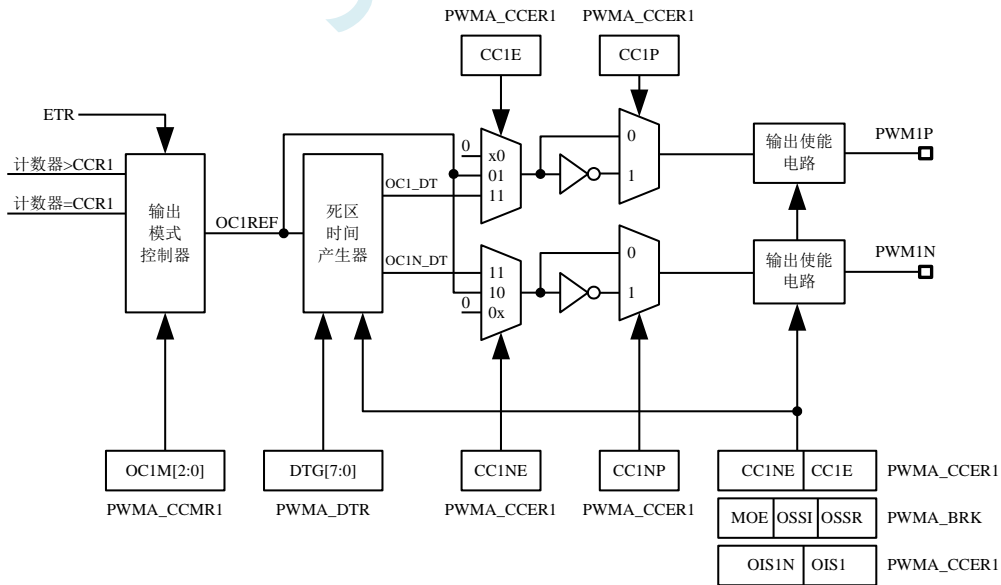 PWMA_CCER1 PWMA_CCER1
CC1E CC1P
ETR
计数器>CCR1
计数器=CCR1
输出
模式
控制器
OC1REF
死区
时间
产生器
OC1_DT
OC1N_DT
0
x0
01
11
0
1
输出使能
电路
PWM1P
11
10
0x
0
0
1
输出使能
电路
PWM1N
OC1M[2:0] DTG[7:0] CC1NE CC1NP CC1NE CC1E PWMA_CCER1
PWMA_CCMR1 PWMA_DTR PWMA_CCER1 PWMA_CCER1
MOE OSSI OSSR PWMA_BRK
OIS1N OIS1 PWMA_CCER1